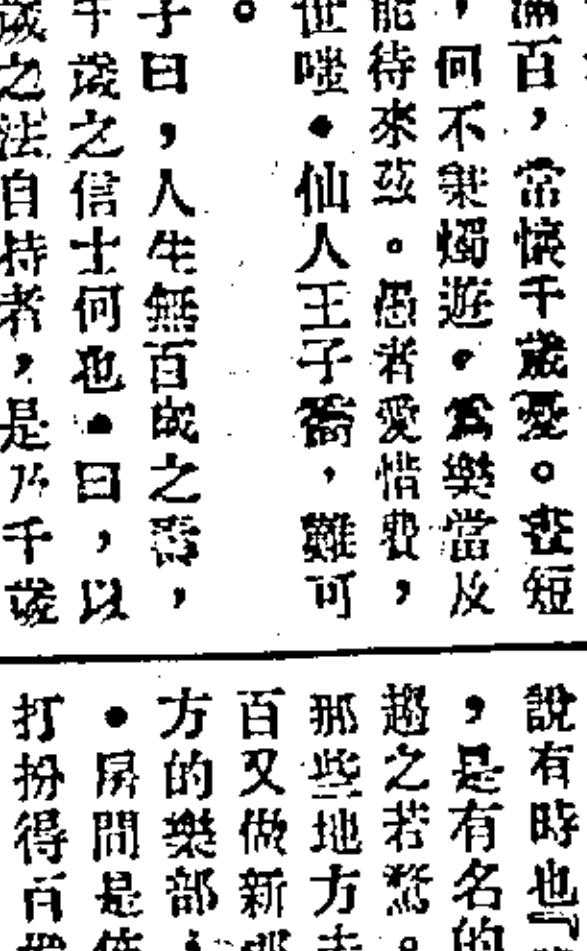 滿百，常懷千歲憂。晝短
，何不秉燭遊。爲樂當及
能待來茲。愚者愛惜費，
世嗤。仙人王子喬，難可
。
子曰，人生無百歲之壽，
千歲之信士何也。曰，以
歲之法自持者，是乃千歲
說有時也「
，是有名的
趨之若鶩。
那些地方
百又做新
方的樂部
。房間是
打扮得百